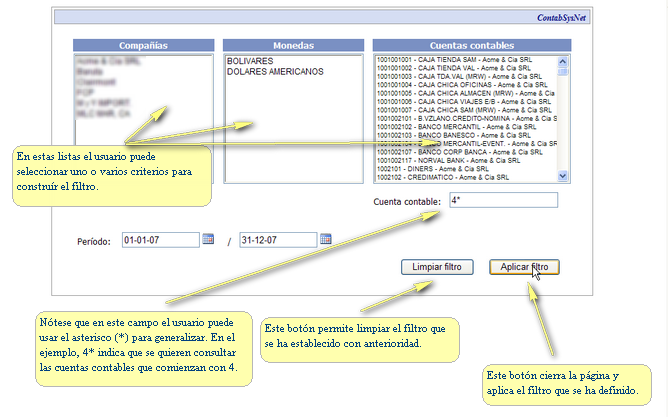 ContabSysNet
Compañías
Monedas
Cuentas contables
Acme & Cia SRL
BOLIVARES
DOLARES AMERICANOS
1001001001 - CAJA TIENDA SAM - Acme & Cia SRL
1001001002 - CAJA TIENDA VAL - Acme & Cia SRL
1001001003 - CAJA TDA.VAL (MRW) - Acme & Cia SRL
1001001004 - CAJA CHICA OFICINAS - Acme & Cia SRL
1001001005 - CAJA CHICA ALMACEN (MRW) - Acme & Cia SRL
1001001006 - CAJA CHICA VIAJES E/B - Acme & Cia SRL
1001001007 - CAJA CHICA SAM (MRW) - Acme & Cia SRL
1001002101 - B.VZLANO.CREDITO-NOMINA - Acme & Cia SRL
1001002102 - BANCO MERCANTIL - Acme & Cia SRL
1001002103 - BANCO BANESCO - Acme & Cia SRL
1001002104 - BANCO MERCANTIL-EVENT. - Acme & Cia SRL
1001002107 - BANCO CORP BANCA - Acme & Cia SRL
1001002117 - NORVAL BANK - Acme & Cia SRL
1002101 - DINERS - Acme & Cia SRL
1002102 - CREDIMATICO - Acme & Cia SRL
En estas listas el usuario puede
seleccionar uno o varios criterios para
construír el filtro.
Cuenta contable: 4*
Período: 01-01-07 / 31-12-07
Limpiar filtro
Aplicar filtro
Nótese que en este campo el usuario puede
usar el asterisco (*) para generalizar. En el
ejemplo, 4* indica que se quieren consultar
las cuentas contables que comienzan con 4.
Este botón permite limpiar el filtro que
se ha establecido con anterioridad.
Este botón cierra la página y
aplica el filtro que se ha definido.